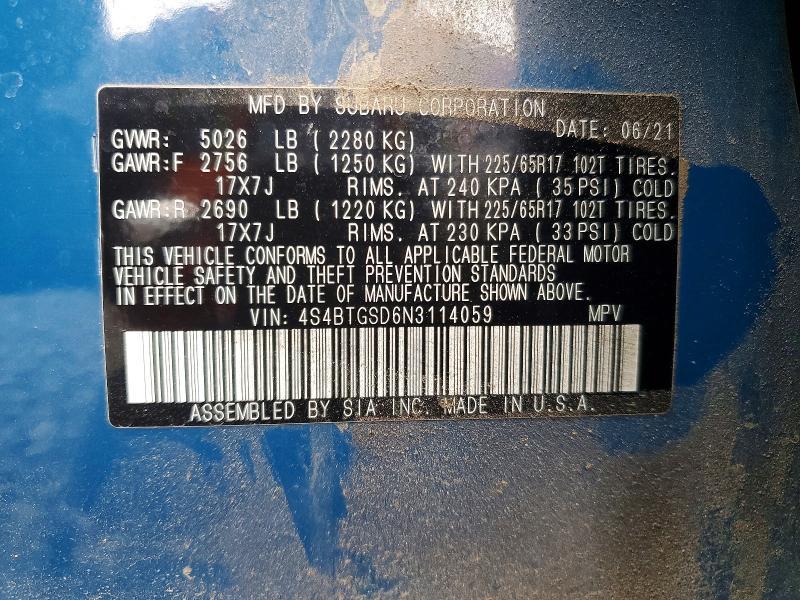 MFD BY SUBARU CORPORATION
DATE: 06/21
GVWR: 5026 LB ( 2280 KG)
GAWR:F 2756 LB ( 1250 KG) WITH 225/65R17 102T TIRES.
17X7J RIMS. AT 240 KPA ( 35 PSI) COLD
GAWR:R 2690 LB ( 1220 KG) WITH 225/65R17 102T TIRES.
17X7J RIMS. AT 230 KPA ( 33 PSI) COLD
THIS VEHICLE CONFORMS TO ALL APPLICABLE FEDERAL MOTOR
VEHICLE SAFETY AND THEFT PREVENTION STANDARDS
IN EFFECT ON THE DATE OF MANUFACTURE SHOWN ABOVE.
VIN: 4S4BTGSD6N3114059 MPV
ASSEMBLED BY SIA INC. MADE IN U.S.A.